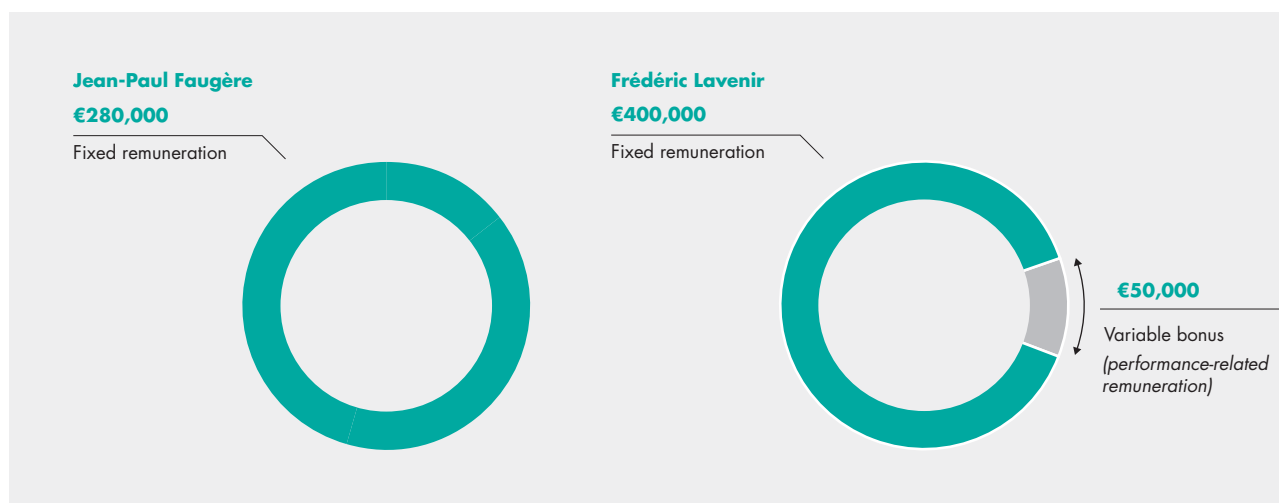 Jean-Paul Faugère
€280,000
Fixed remuneration
Frédéric Lavenir
€400,000
Fixed remuneration
€50,000
Variable bonus
(performance-related
remuneration)